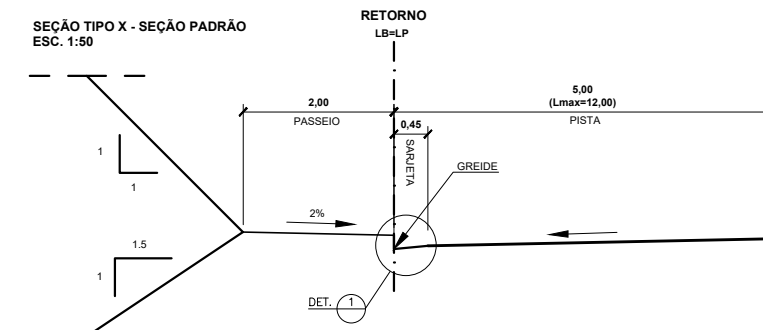 SEÇÃO TIPO X - SEÇÃO PADRÃO
ESC. 1:50
RETORNO
LB=LP
2,00
PASSEIO
0,45
SARJETA
5,00
(Lmax=12,00)
PISTA
GREIDE
1
1
2%
1.5
1
DET. 1